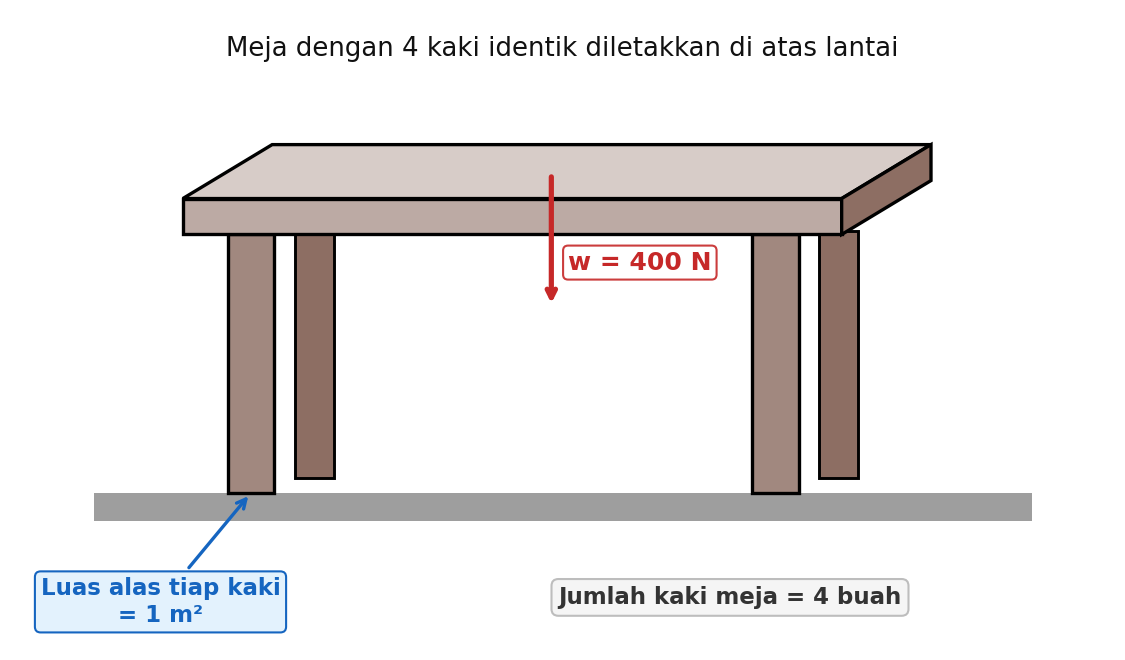 Meja dengan 4 kaki identik diletakkan di atas lantai
w = 400 N
Luas alas tiap kaki
= 1 m²
Jumlah kaki meja = 4 buah